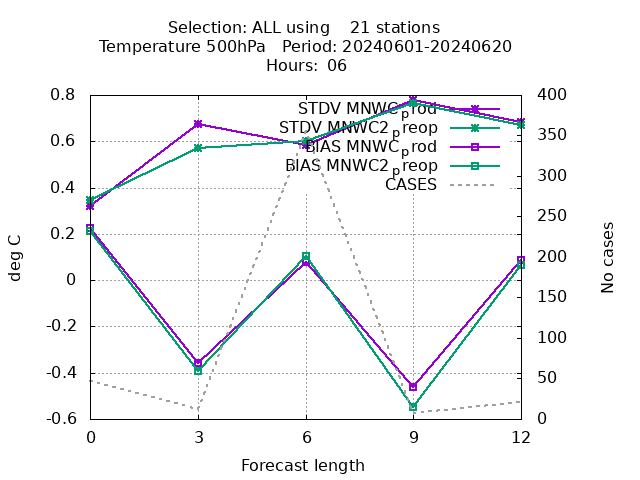 Selection: ALL using    21 stations
Temperature 500hPa   Period: 20240601-20240620
Hours:  06
STDV MNWC_prod
STDV MNWC2_preop
BIAS MNWC_prod
BIAS MNWC2_preop
CASES
0.8
0.6
0.4
0.2
0
-0.2
-0.4
-0.6
deg C
400
350
300
250
200
150
100
50
0
No cases
0 3 6 9 12
Forecast length